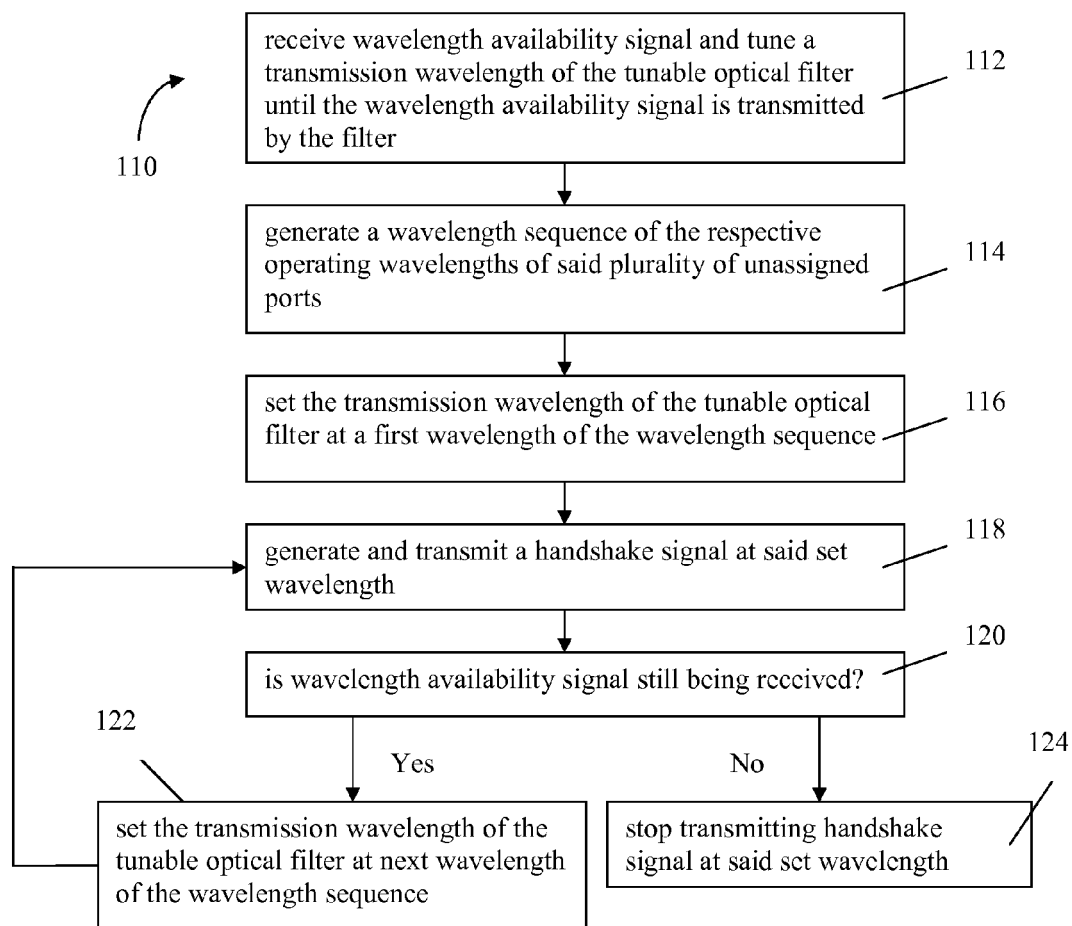 receive wavelength availability signal and tune a
transmission wavelength of the tunable optical filter
until the wavelength availability signal is transmitted
by the filter
112
110
generate a wavelength sequence of the respective
operating wavelengths of said plurality of unassigned
ports
114
set the transmission wavelength of the tunable optical
filter at a first wavelength of the wavelength sequence
116
generate and transmit a handshake signal at said set
wavelength
118
is wavelength availability signal still being received?
120
122
Yes
No
124
set the transmission wavelength of the
tunable optical filter at next wavelength
of the wavelength sequence
stop transmitting handshake
signal at said set wavelength